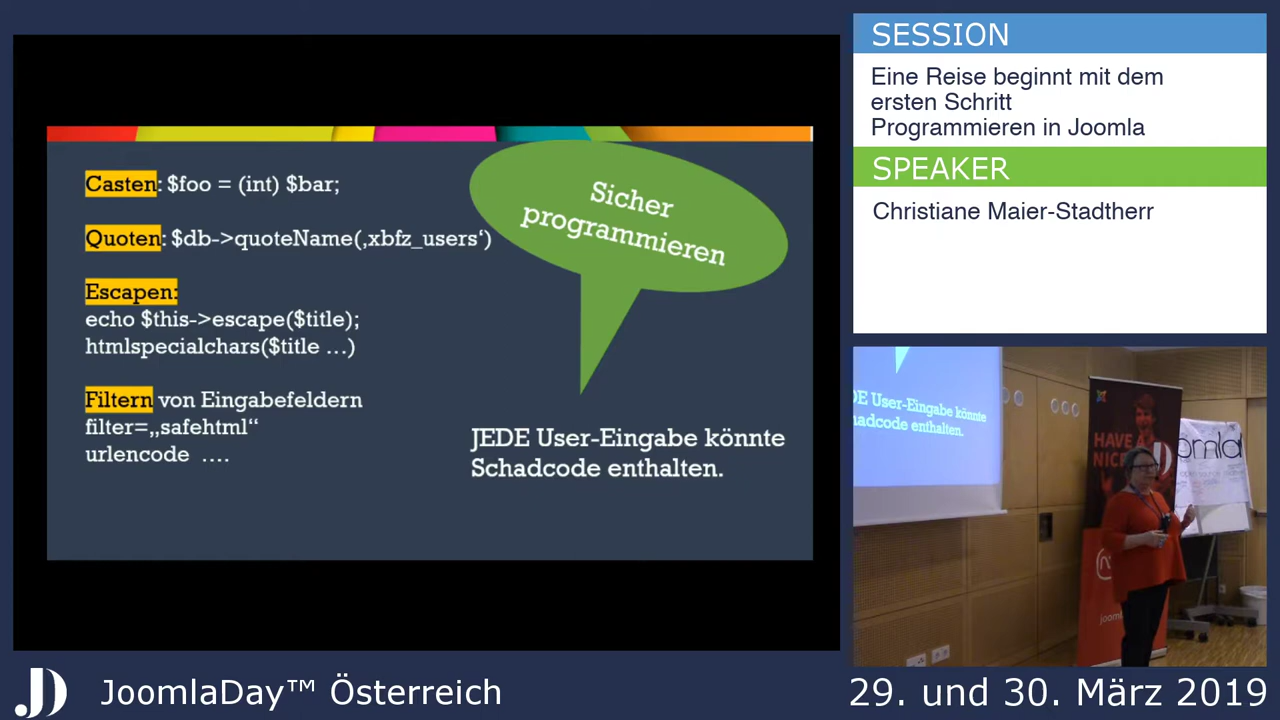 Casten: $foo = (int) $bar;
Quoten: $db->quoteName(‚xbfz_users‘)
Escapen:
echo $this->escape($title);
htmlspecialchars($title …)
Filtern von Eingabefeldern
filter=„safehtml“
urlencode ….
Sicher
programmieren
JEDE User-Eingabe könnte
Schadcode enthalten.
SESSION
Eine Reise beginnt mit dem
ersten Schritt
Programmieren in Joomla
SPEAKER
Christiane Maier-Stadtherr
DE User-Eingabe könnte
hadcode enthalten.
HAVE
NICE
JoomlaDay™ Österreich
29. und 30. März 2019